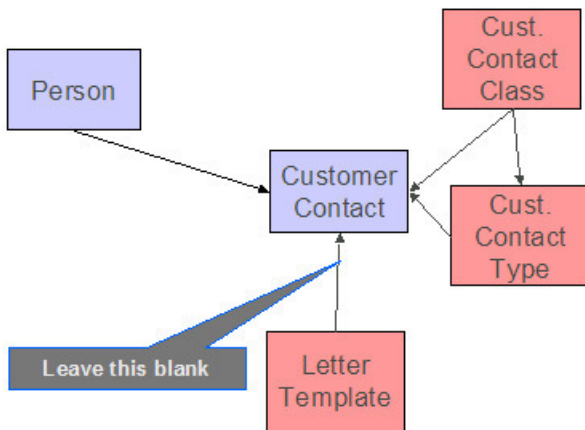 Person
Cust.
Contact
Class
Customer
Contact
Cust.
Contact
Type
Leave this blank
Letter
Template